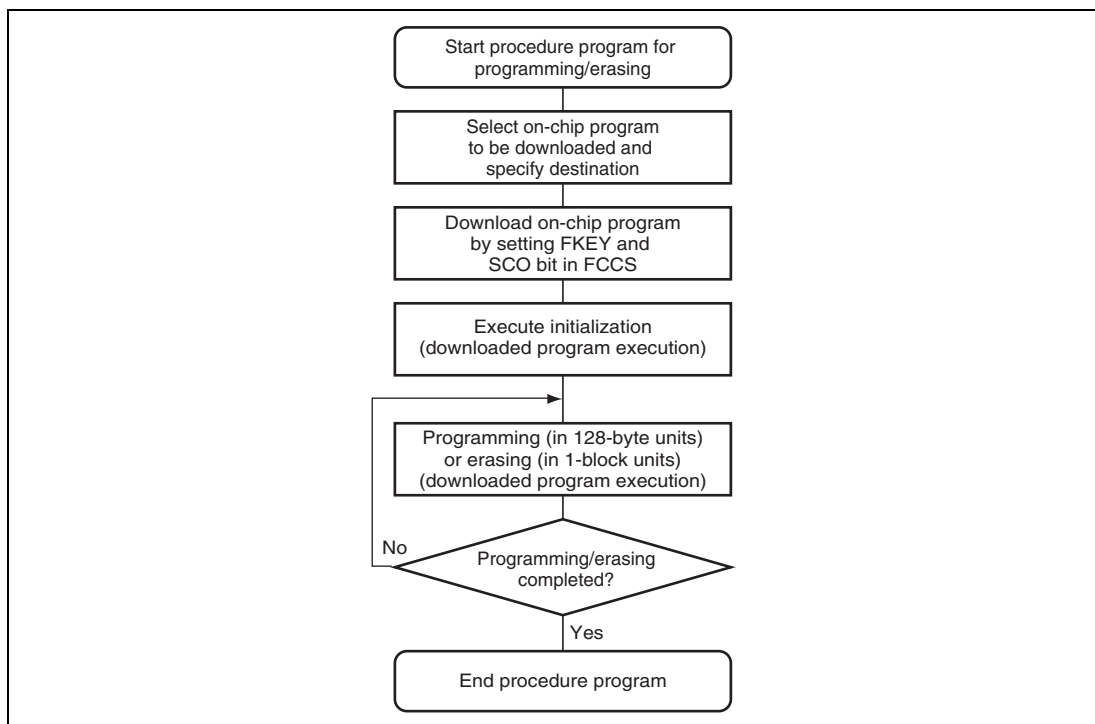 Start procedure program for
programming/erasing
Select on-chip program
to be downloaded and
specify destination
Download on-chip program
by setting FKEY and
SCO bit in FCCS
Execute initialization
(downloaded program execution)
Programming (in 128-byte units)
or erasing (in 1-block units)
(downloaded program execution)
No
Programming/erasing
completed?
Yes
End procedure program